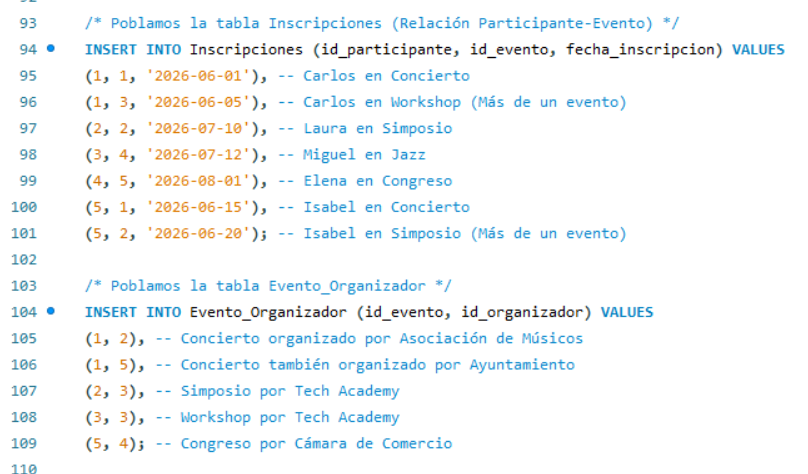 93 /* Poblamos la tabla Inscripciones (Relación Participante-Evento) */
94 INSERT INTO Inscripciones (id_participante, id_evento, fecha_inscripcion) VALUES
95 (1, 1, '2026-06-01'), -- Carlos en Concierto
96 (1, 3, '2026-06-05'), -- Carlos en Workshop (Más de un evento)
97 (2, 2, '2026-07-10'), -- Laura en Simposio
98 (3, 4, '2026-07-12'), -- Miguel en Jazz
99 (4, 5, '2026-08-01'), -- Elena en Congreso
100 (5, 1, '2026-06-15'), -- Isabel en Concierto
101 (5, 2, '2026-06-20'); -- Isabel en Simposio (Más de un evento)
102
103 /* Poblamos la tabla Evento_Organizador */
104 INSERT INTO Evento_Organizador (id_evento, id_organizador) VALUES
105 (1, 2), -- Concierto organizado por Asociación de Músicos
106 (1, 5), -- Concierto también organizado por Ayuntamiento
107 (2, 3), -- Simposio por Tech Academy
108 (3, 3), -- Workshop por Tech Academy
109 (5, 4); -- Congreso por Cámara de Comercio
110